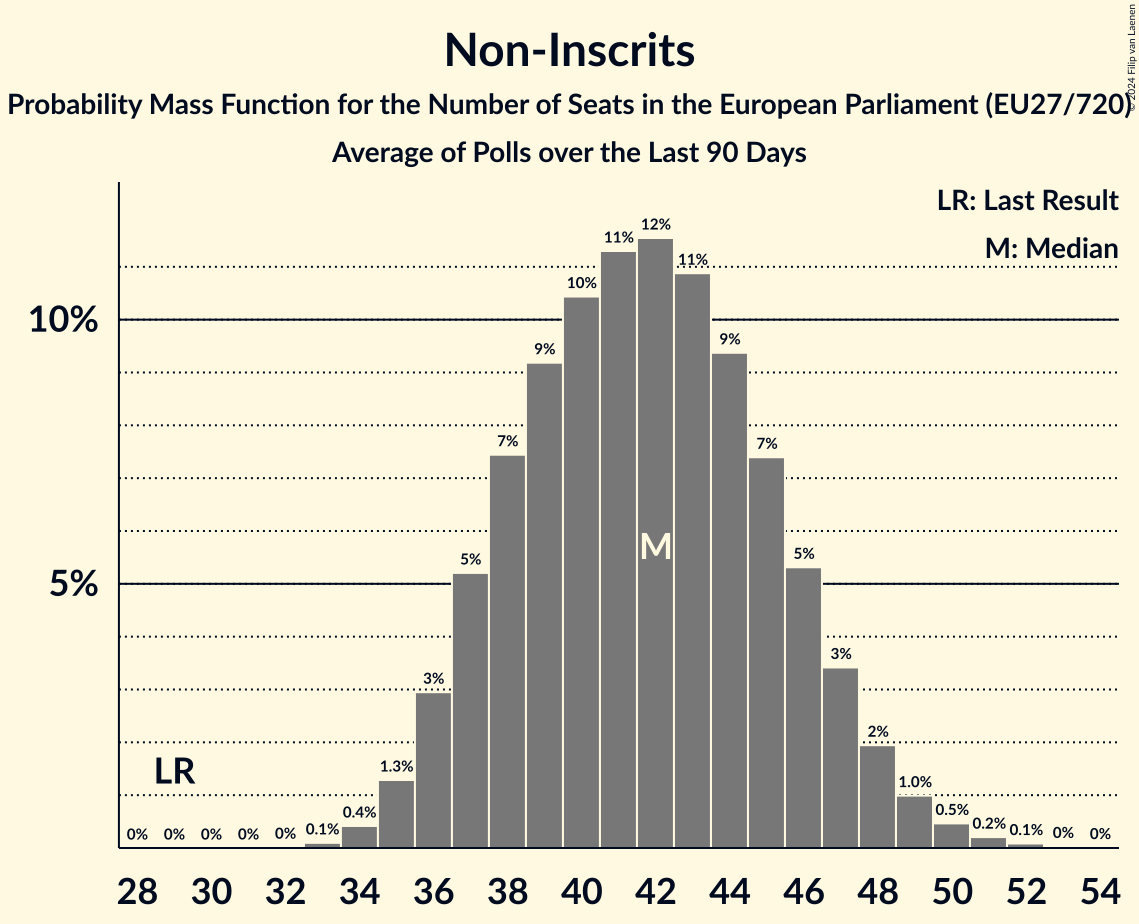 Non-Inscrits
Probability Mass Function for the Number of Seats in the European Parliament (EU27/720)
Average of Polls over the Last 90 Days
© 2024 Filip van Laenen
LR: Last Result
M: Median
10%
5%
0% 0% 0% 0% 0% 0.1% 0.4% 1.3% 3% 5% 7% 9% 10% 11% 12% 11% 9% 7% 5% 3% 2% 1.0% 0.5% 0.2% 0.1% 0% 0%
M
LR
28 30 32 34 36 38 40 42 44 46 48 50 52 54